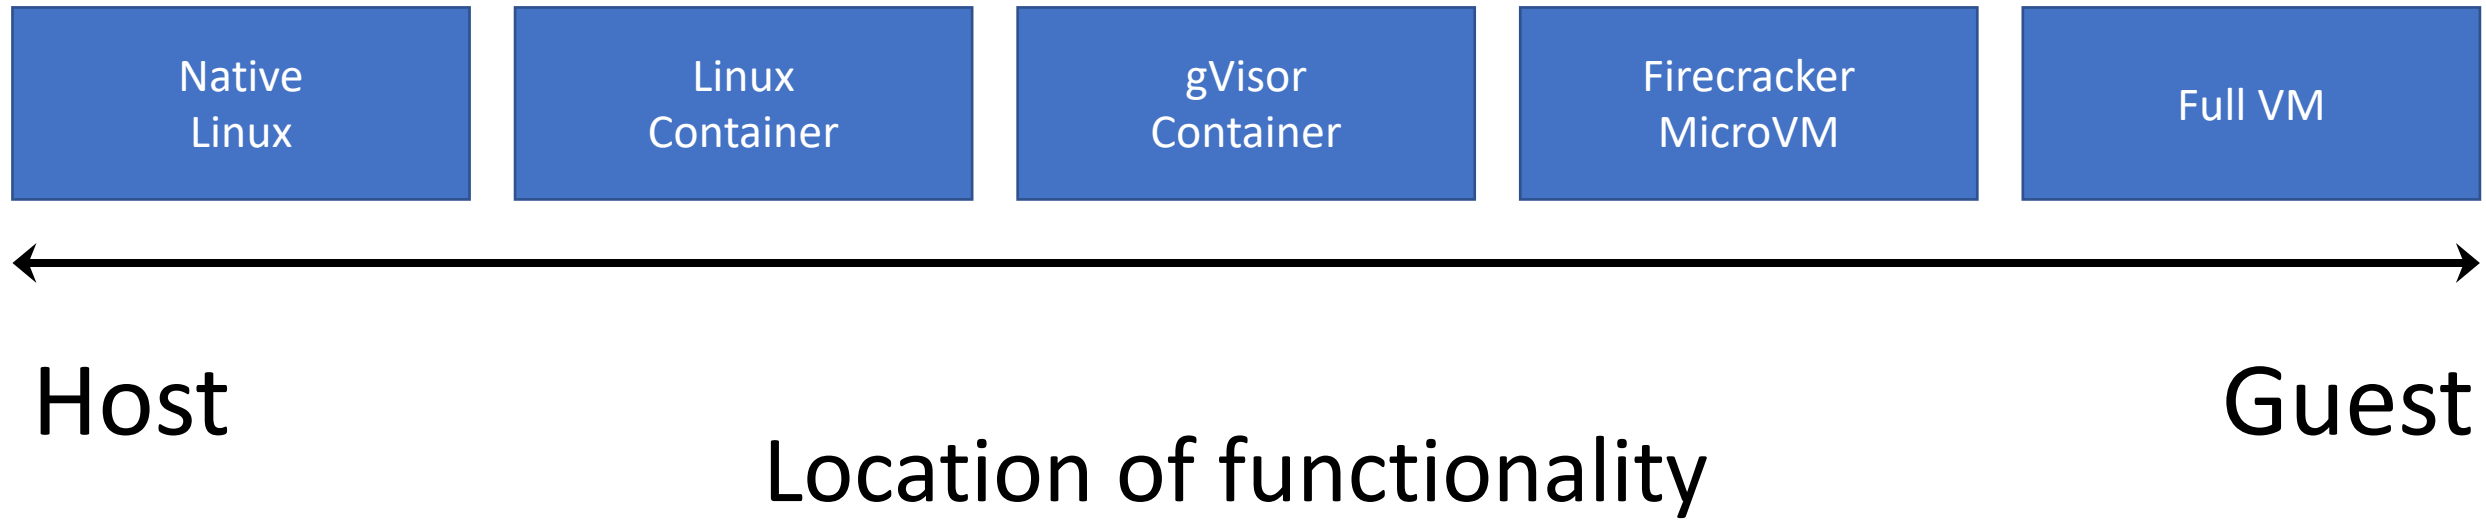 Native
Linux
Linux
Container
gVisor
Container
Firecracker
MicroVM
Full VM
Host
Guest
Location of functionality